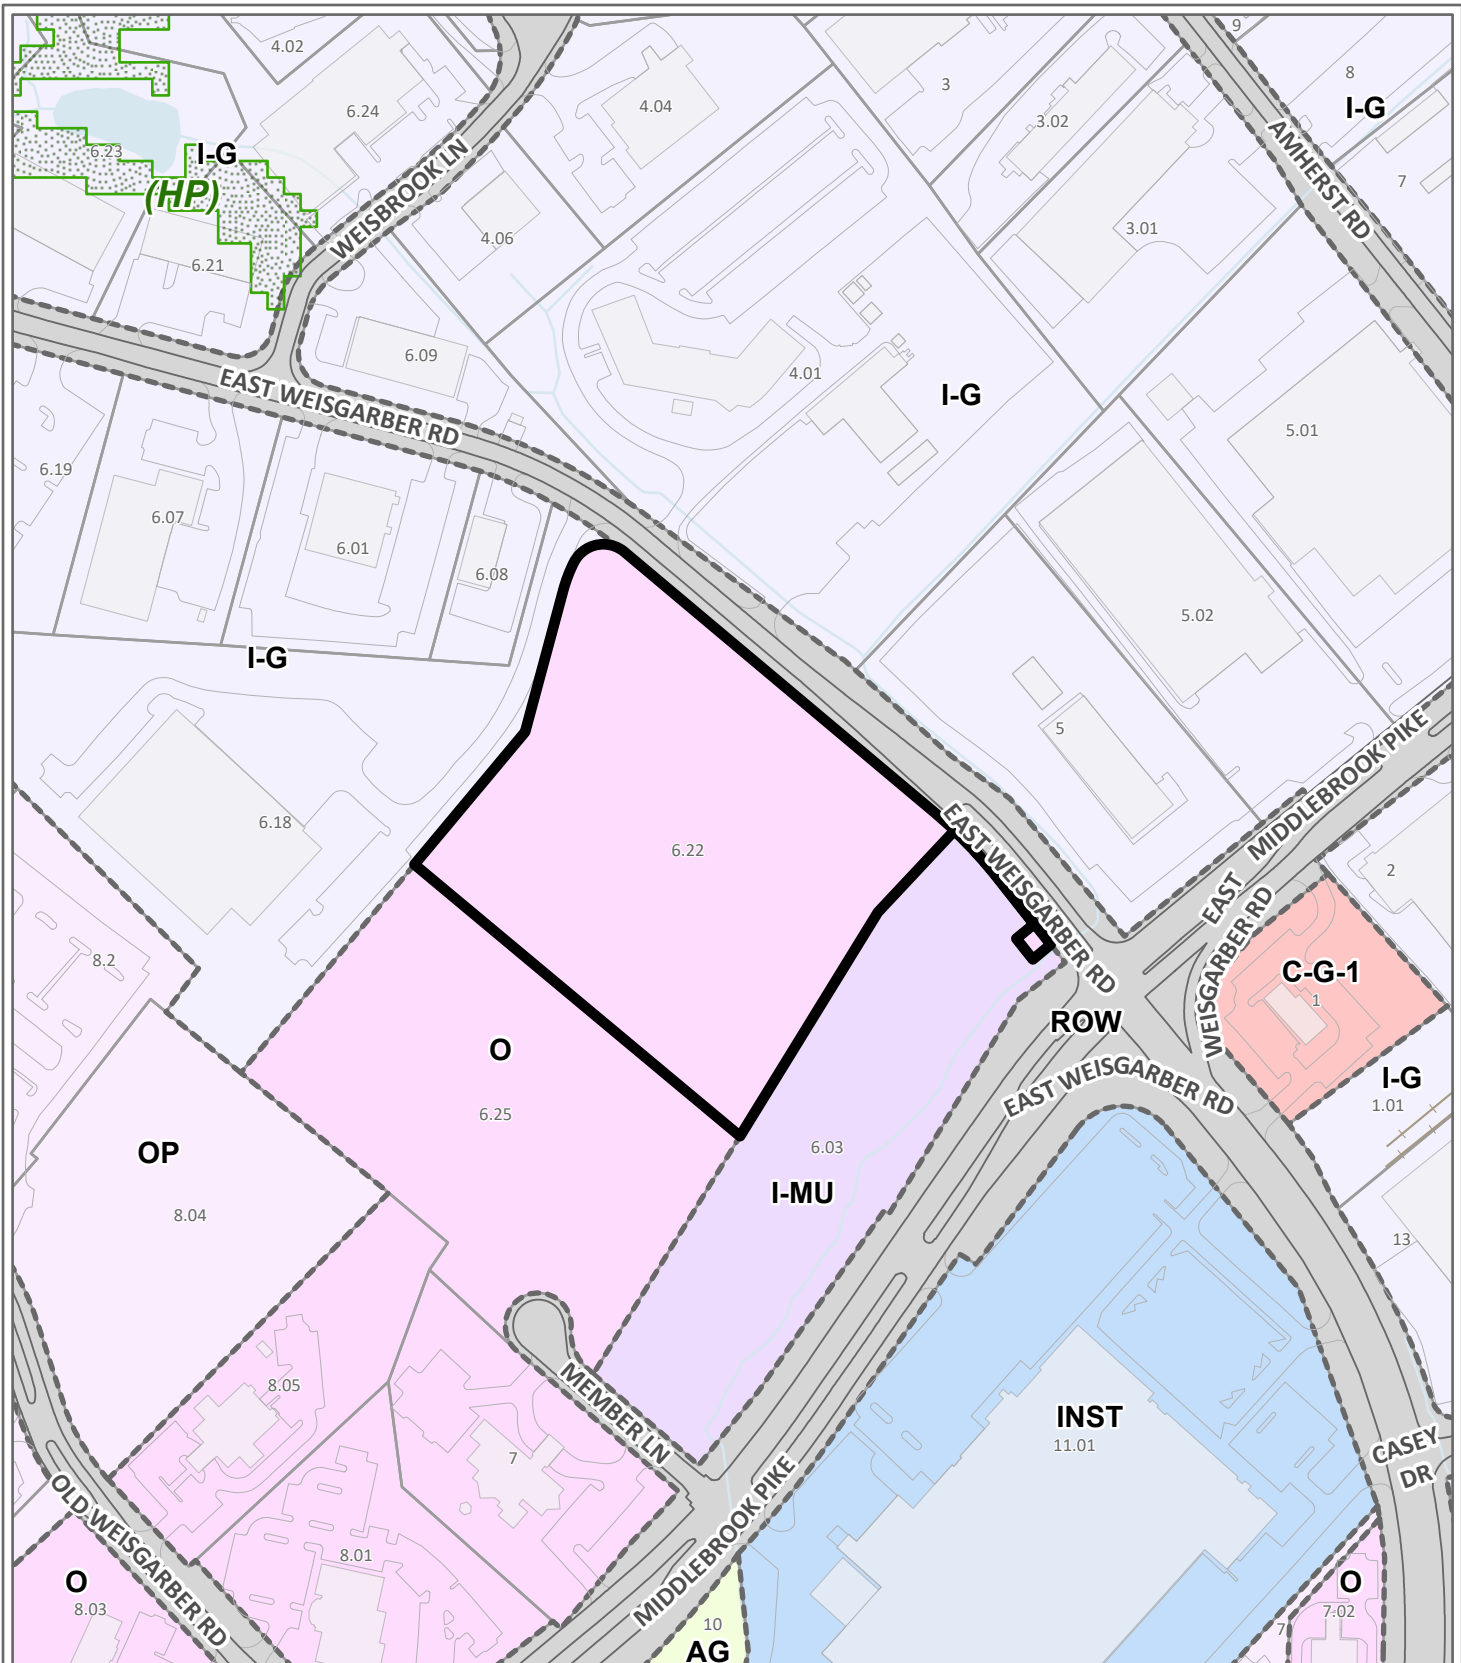 9
4.02
8
3
4.04
6.24
3.02
I-G
AMHERST RD
6.23
I-G
7
(HP)
WEISBROOK LN
4.06
3.01
6.21
6.09
4.01
I-G
EAST WEISGARBER RD
5.01
6.19
6.07
6.01
6.08
5.02
I-G
5
MIDDLEBROOK PIKE
6.18
6.22
EAST WEISGARBER RD
2
EAST
WEISGARBER RD
8.2
C-G-1
1
ROW
O
I-G
EAST WEISGARBER RD
1.01
6.25
OP
6.03
I-MU
8.04
13
8.05
MEMBER LN
INST
11.01
CASEY
DR
7
MIDDLEBROOK PIKE
OLD WEISGARBER RD
8.01
O
8.03
O
7.02
7
10
AG